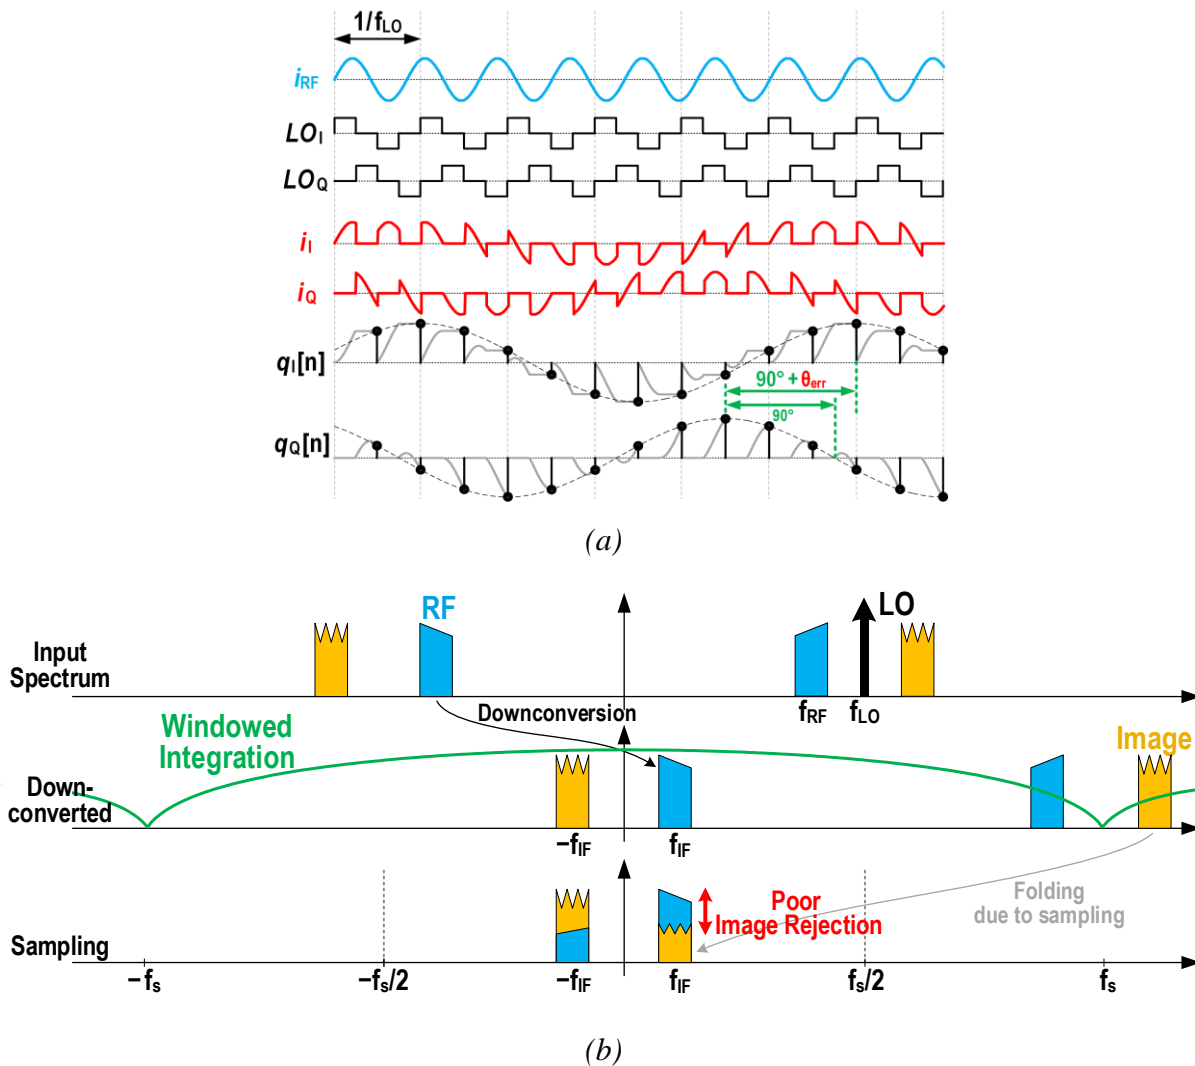 1/fLO
iRF
LOI
LOQ
iI
iQ
qI[n]
90° + θerr
90°
qQ[n]
(a)
RF
LO
Input
Spectrum
fRF
fLO
Downconversion
Windowed
Integration
Image
Down-
converted
−fIF
fIF
Poor
Image Rejection
Folding
due to sampling
Sampling
−fs
−fs/2
−fIF
fIF
fs/2
fs
(b)